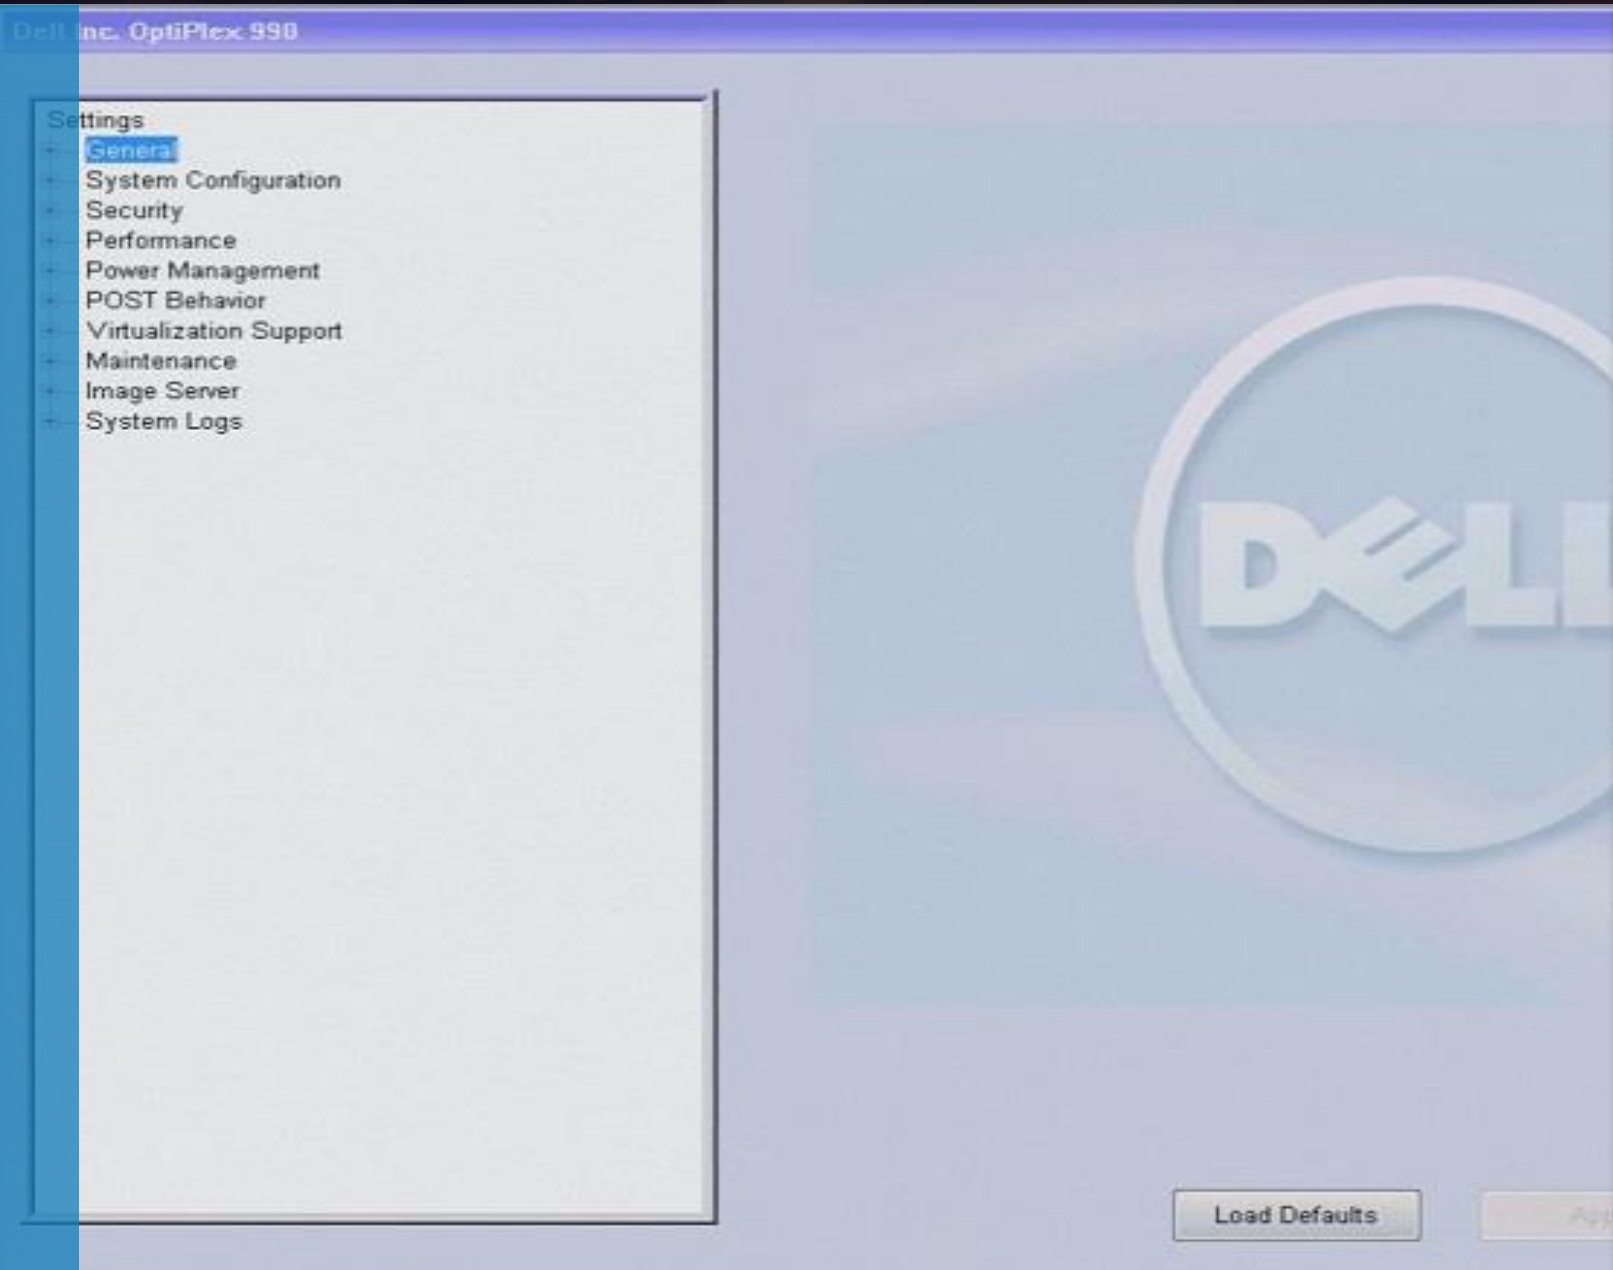 Dell Inc. OptiPlex 990
Settings
General
System Configuration
Security
Performance
Power Management
POST Behavior
Virtualization Support
Maintenance
Image Server
System Logs
DELL
Load Defaults